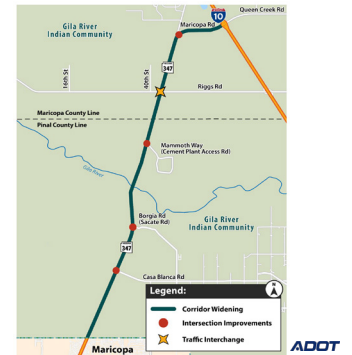 Queen Creek Rd
Gila River
Indian Community
Maricopa Rd
10
347
16th St
40th St
Riggs Rd
Maricopa County Line
Pinal County Line
Mammoth Way
(Cement Plant Access Rd)
Gila River
Borgia Rd
(Sacate Rd)
Gila River
Indian Community
347
Casa Blanca Rd
Legend:
N
Corridor Widening
Intersection Improvements
Traffic Interchange
Maricopa
ADOT